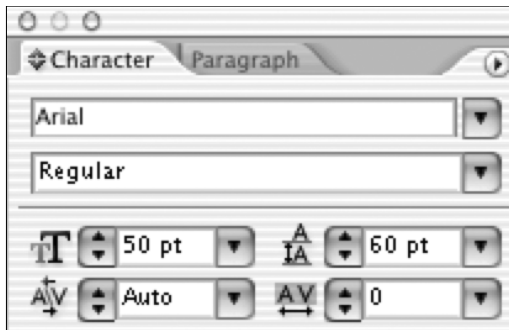 Character Paragraph
Arial
Regular
50 pt 60 pt
Auto 0